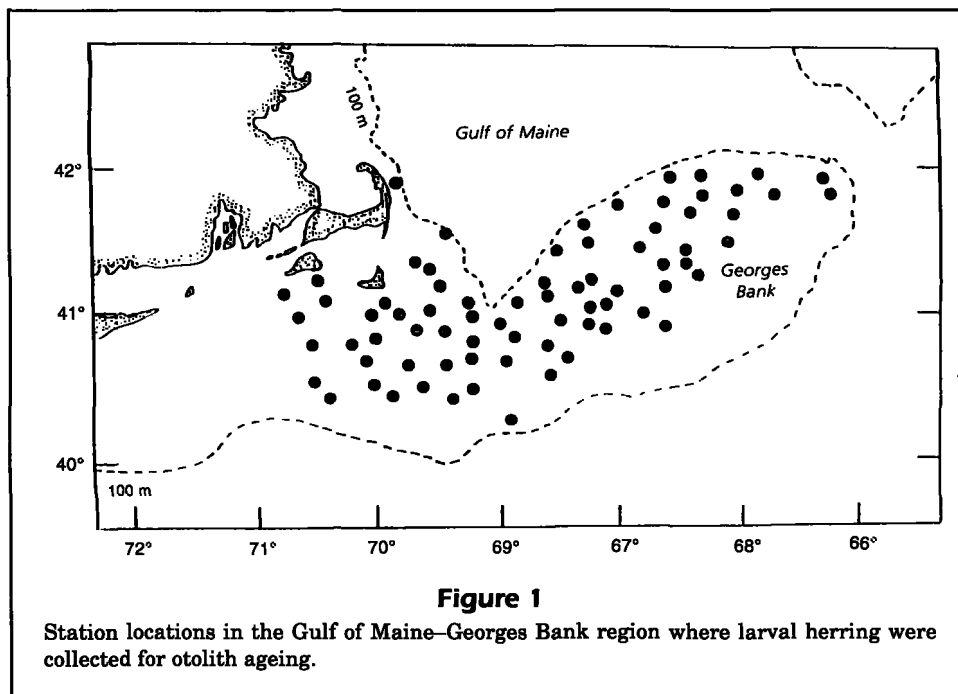 100 m
Gulf of Maine
42°
Georges
Bank
41°
40°
100 m
72° 71° 70° 69° 67° 68° 66°
Figure 1
Station locations in the Gulf of Maine–Georges Bank region where larval herring were
collected for otolith ageing.